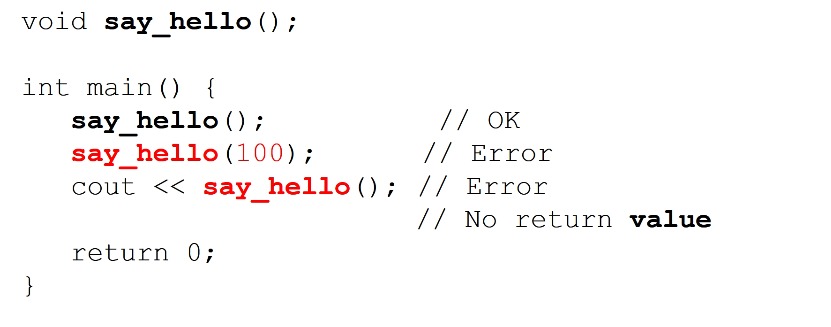 void say_hello();
int main() {
say_hello(); // OK
say_hello(100); // Error
cout << say_hello(); // Error
// No return value
return 0;
}